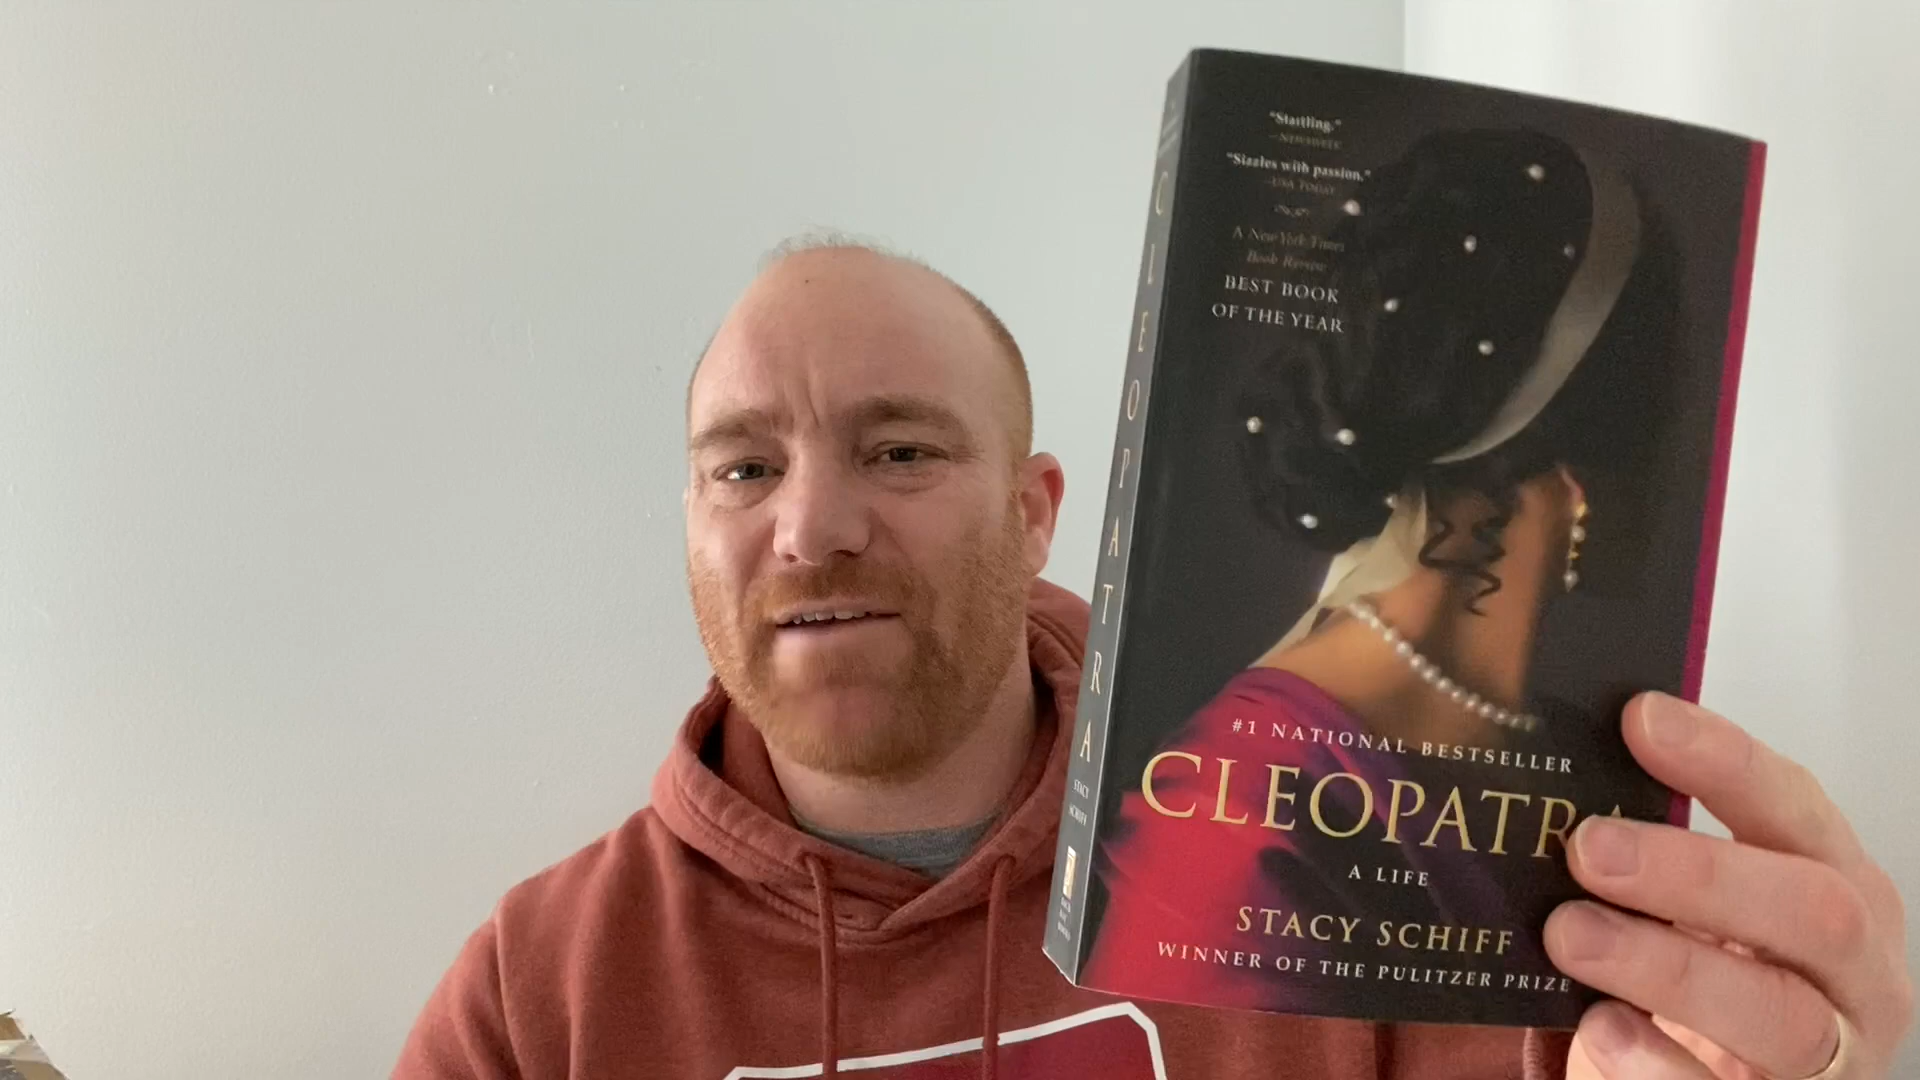 "Startling."
—NEWSWEEK
"Sizzles with passion."
—USA TODAY
A New York Times
Book Review
BEST BOOK
OF THE YEAR
#1 NATIONAL BESTSELLER
CLEOPATRA
A LIFE
STACY SCHIFF
WINNER OF THE PULITZER PRIZE
CLEOPATRA
STACY
SCHIFF